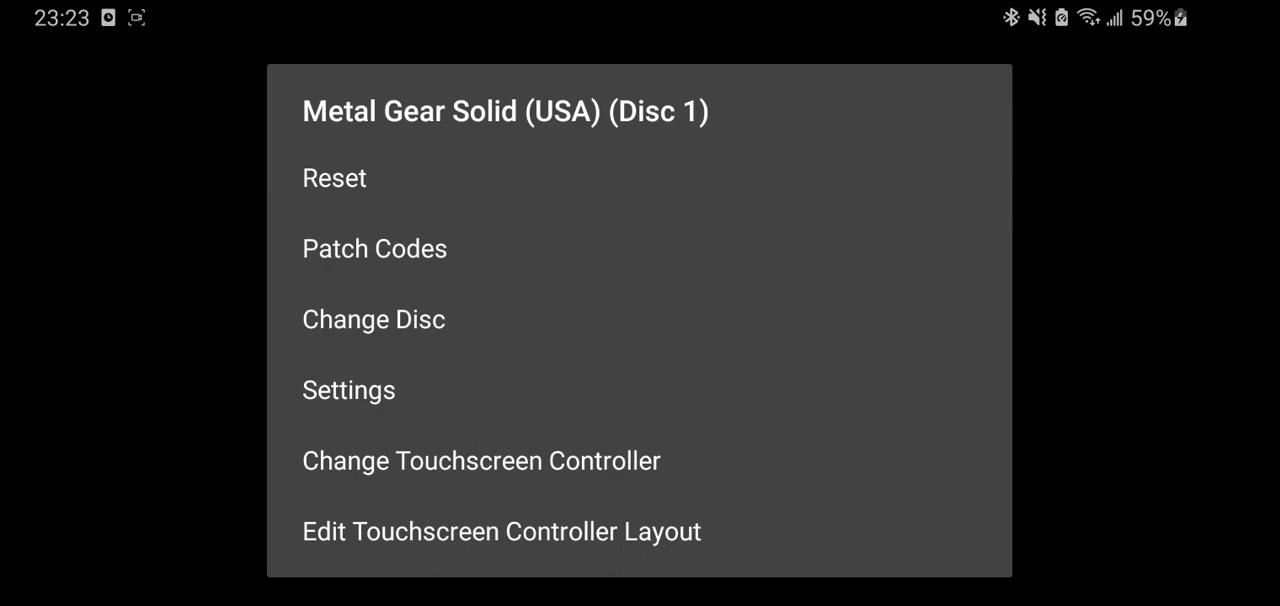 23:23 59%
Metal Gear Solid (USA) (Disc 1)
Reset
Patch Codes
Change Disc
Settings
Change Touchscreen Controller
Edit Touchscreen Controller Layout